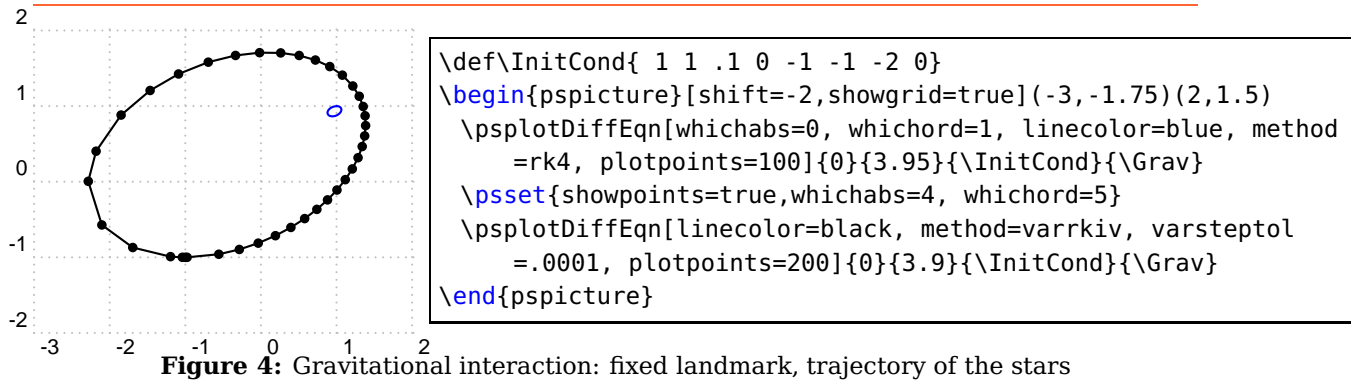 2
1
0
-1
-2
-3 -2 -1 0 1 2
\def\InitCond{ 1 1 .1 0 -1 -1 -2 0}
\begin{pspicture}[shift=-2,showgrid=true](-3,-1.75)(2,1.5)
\psplotDiffEqn[whichabs=0, whichord=1, linecolor=blue, method
=rk4, plotpoints=100]{0}{3.95}{\InitCond}{\Grav}
\psset{showpoints=true,whichabs=4, whichord=5}
\psplotDiffEqn[linecolor=black, method=varrkiv, varsteptol
=.0001, plotpoints=200]{0}{3.9}{\InitCond}{\Grav}
\end{pspicture}
Figure 4: Gravitational interaction: fixed landmark, trajectory of the stars